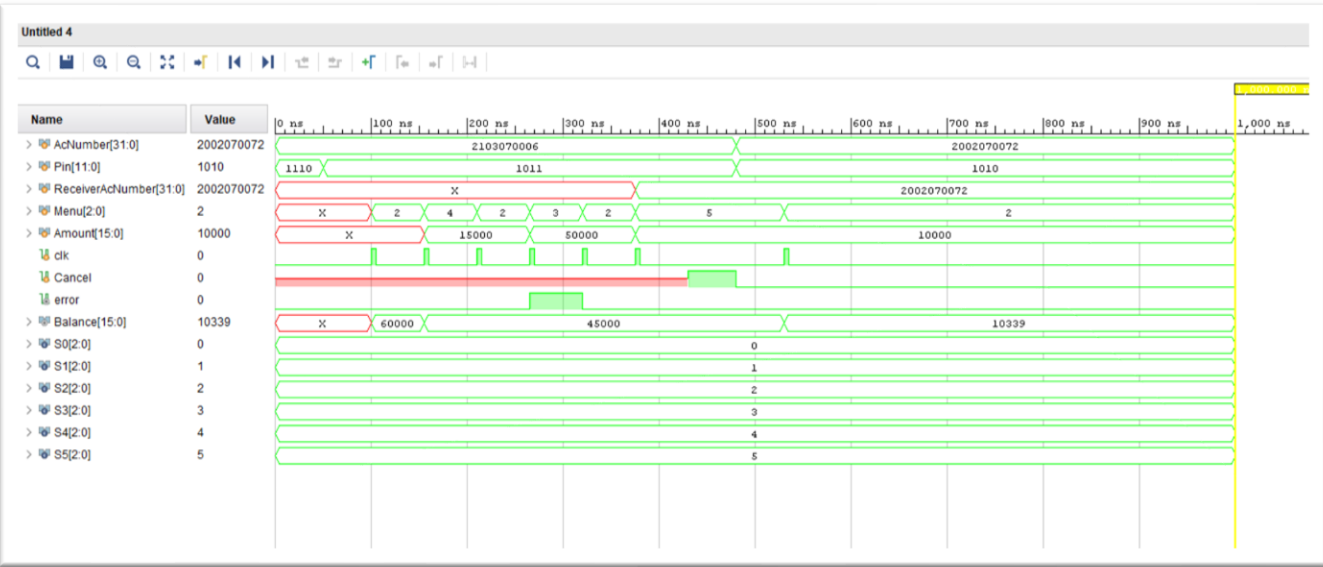 Untitled 4
1,000.000 n
Name Value 0 ns 100 ns 200 ns 300 ns 400 ns 500 ns 600 ns 700 ns 800 ns 900 ns 1,000 ns
AcNumber[31:0] 2002070072 2103070006 2002070072
Pin[11:0] 1010 1110 1011 1010
ReceiverAcNumber[31:0] 2002070072 X 2002070072
Menu[2:0] 2 X 2 4 2 3 2 5 2
Amount[15:0] 10000 X 15000 50000 10000
clk 0
Cancel 0
error 0
Balance[15:0] 10339 X 60000 45000 10339
S0[2:0] 0 0
S1[2:0] 1 1
S2[2:0] 2 2
S3[2:0] 3 3
S4[2:0] 4 4
S5[2:0] 5 5